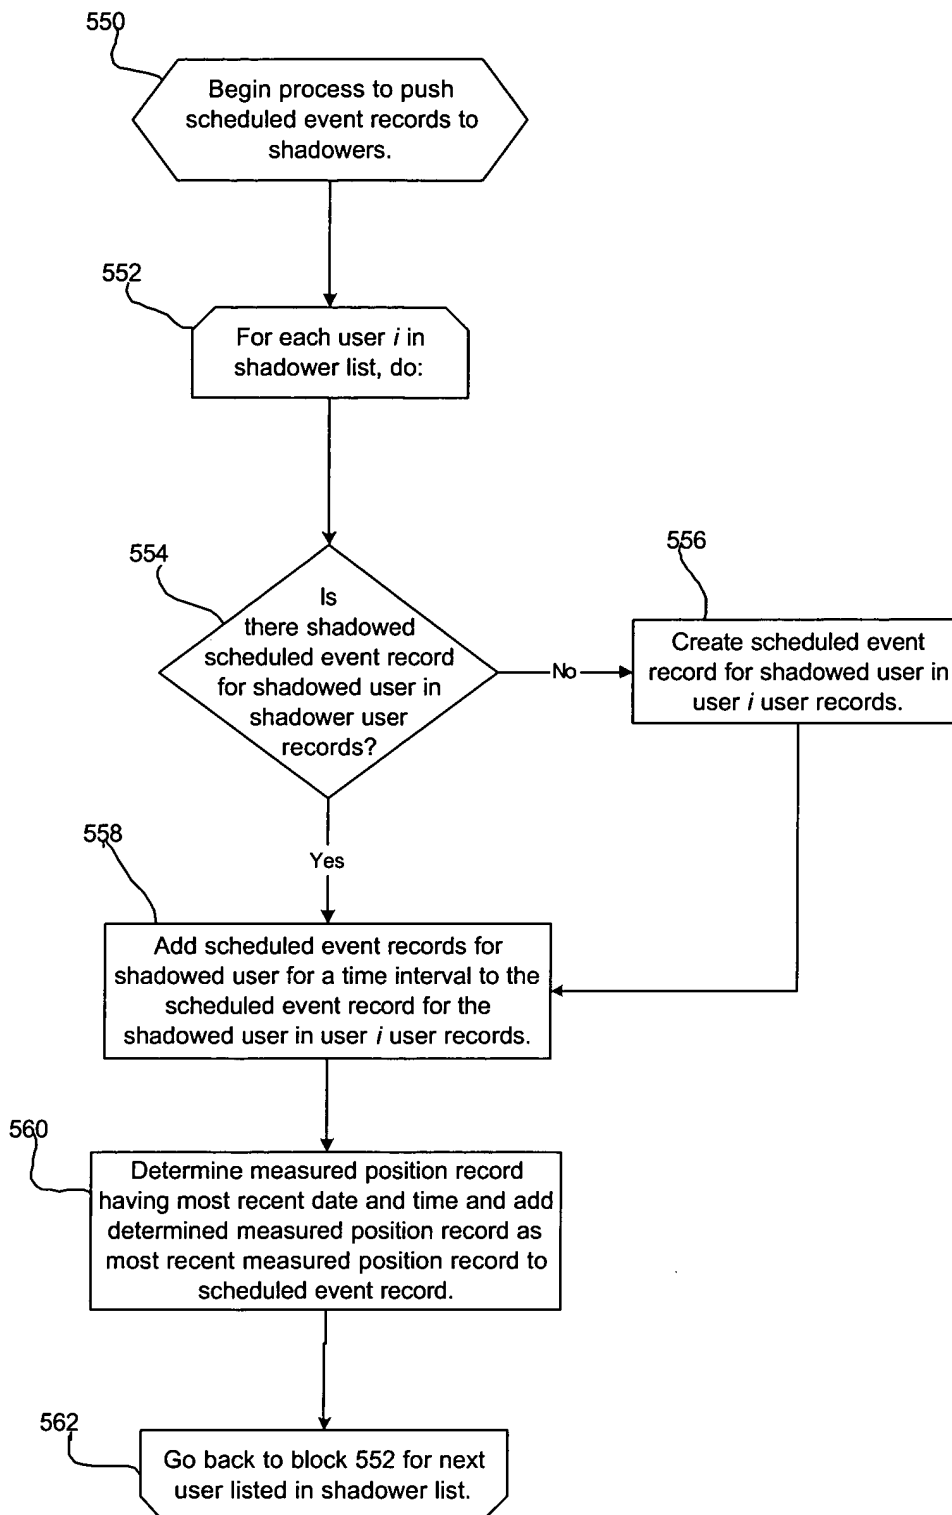 550
Begin process to push
scheduled event records to
shadowers.
552
For each user i in
shadower list, do:
554
Is
there shadowed
scheduled event record
for shadowed user in
shadower user
records?
No
556
Create scheduled event
record for shadowed user in
user i user records.
Yes
558
Add scheduled event records for
shadowed user for a time interval to the
scheduled event record for the
shadowed user in user i user records.
560
Determine measured position record
having most recent date and time and add
determined measured position record as
most recent measured position record to
scheduled event record.
562
Go back to block 552 for next
user listed in shadower list.